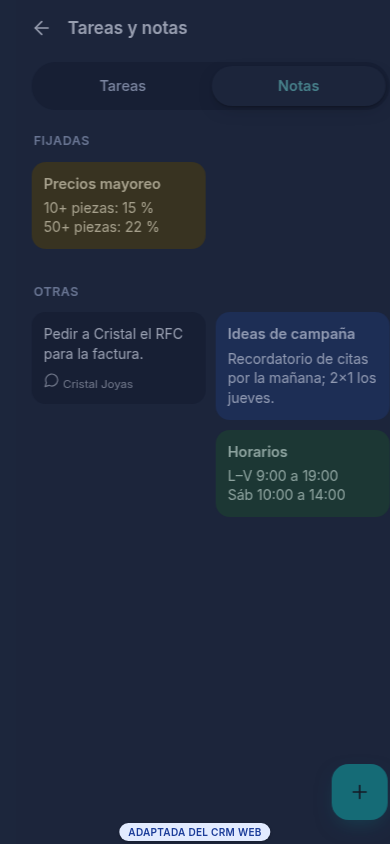 Tareas y notas
Tareas
Notas
FIJADAS
Precios mayoreo
10+ piezas: 15 %
50+ piezas: 22 %
OTRAS
Pedir a Cristal el RFC
para la factura.
Cristal Joyas
Ideas de campaña
Recordatorio de citas
por la mañana; 2×1 los
jueves.
Horarios
L–V 9:00 a 19:00
Sáb 10:00 a 14:00
ADAPTADA DEL CRM WEB